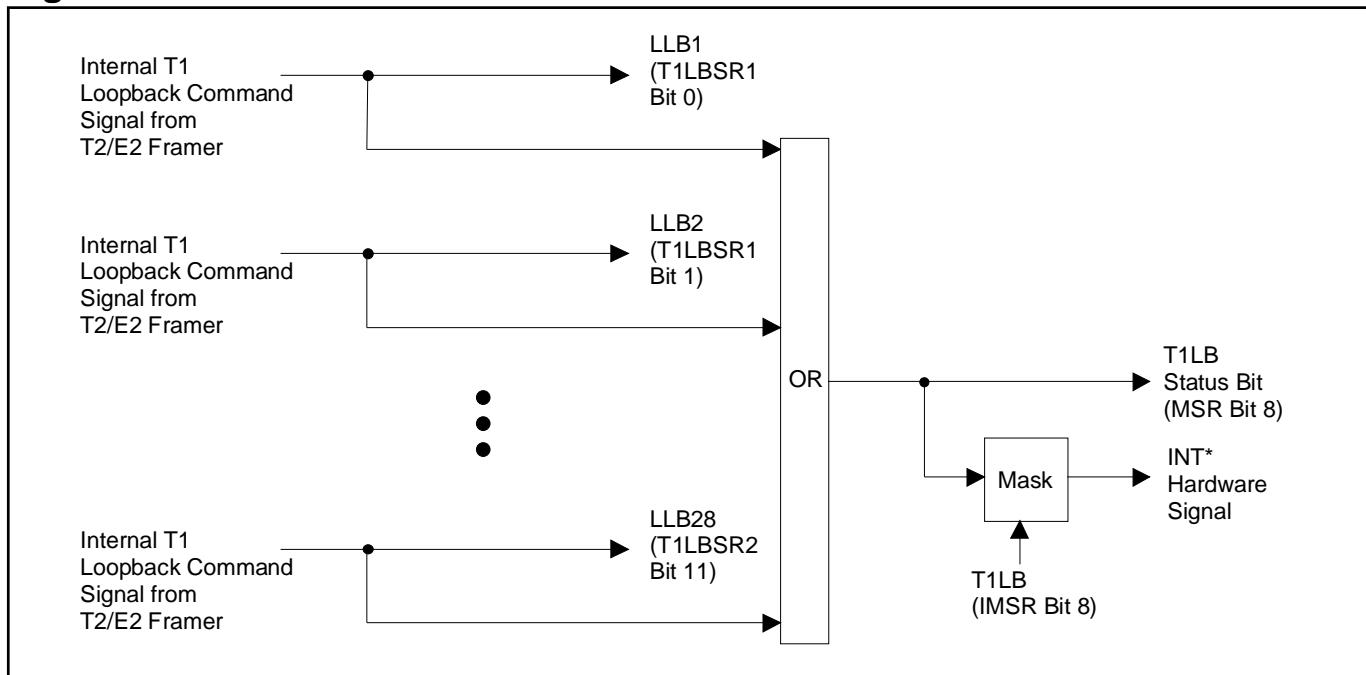 Internal T1
Loopback Command
Signal from
T2/E2 Framer
LLB1
(T1LBSR1
Bit 0)
Internal T1
Loopback Command
Signal from
T2/E2 Framer
LLB2
(T1LBSR1
Bit 1)
OR
T1LB
Status Bit
(MSR Bit 8)
Mask
INT*
Hardware
Signal
T1LB
(IMSR Bit 8)
Internal T1
Loopback Command
Signal from
T2/E2 Framer
LLB28
(T1LBSR2
Bit 11)